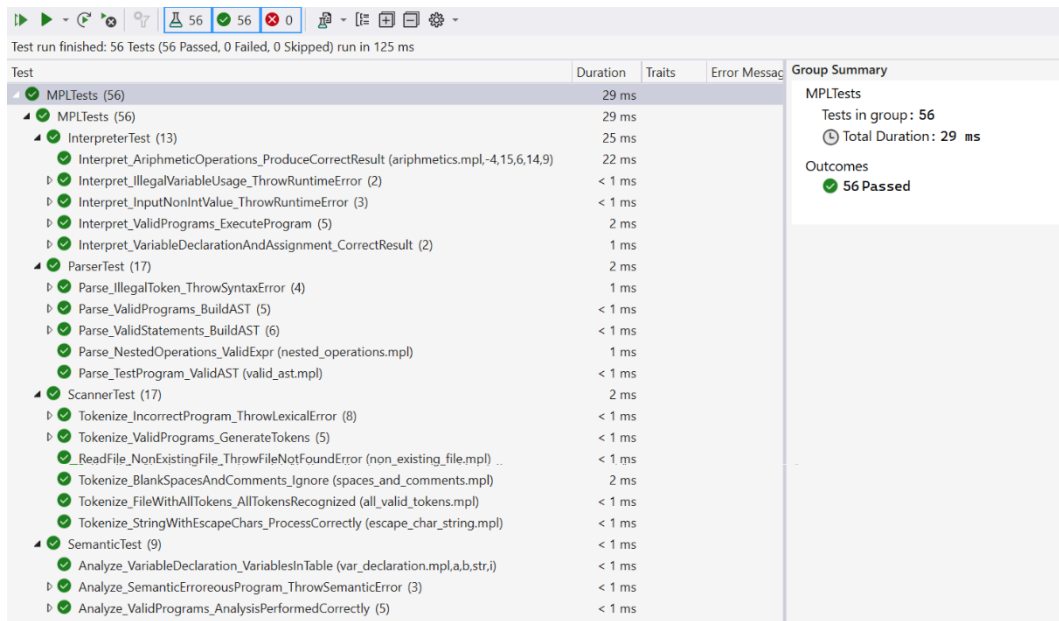 56 56 0
Test run finished: 56 Tests (56 Passed, 0 Failed, 0 Skipped) run in 125 ms
Test Duration Traits Error Messag
MPLTests (56) 29 ms
MPLTests (56) 29 ms
InterpreterTest (13) 25 ms
Interpret_AriphmeticOperations_ProduceCorrectResult (ariphmetics.mpl,-4,15,6,14,9) 22 ms
Interpret_IllegalVariableUsage_ThrowRuntimeError (2) < 1 ms
Interpret_InputNonIntValue_ThrowRuntimeError (3) < 1 ms
Interpret_ValidPrograms_ExecuteProgram (5) 2 ms
Interpret_VariableDeclarationAndAssignment_CorrectResult (2) 1 ms
ParserTest (17) 2 ms
Parse_IllegalToken_ThrowSyntaxError (4) 1 ms
Parse_ValidPrograms_BuildAST (5) < 1 ms
Parse_ValidStatements_BuildAST (6) < 1 ms
Parse_NestedOperations_ValidExpr (nested_operations.mpl) 1 ms
Parse_TestProgram_ValidAST (valid_ast.mpl) < 1 ms
ScannerTest (17) 2 ms
Tokenize_IncorrectProgram_ThrowLexicalError (8) < 1 ms
Tokenize_ValidPrograms_GenerateTokens (5) < 1 ms
ReadFile_NonExistingFile_ThrowFileNotFoundError (non_existing_file.mpl) < 1 ms
Tokenize_BlankSpacesAndComments_Ignore (spaces_and_comments.mpl) 2 ms
Tokenize_FileWithAllTokens_AllTokensRecognized (all_valid_tokens.mpl) < 1 ms
Tokenize_StringWithEscapeChars_ProcessCorrectly (escape_char_string.mpl) < 1 ms
SemanticTest (9) < 1 ms
Analyze_VariableDeclaration_VariablesInTable (var_declaration.mpl,a,b,str,i) < 1 ms
Analyze_SemanticErroreousProgram_ThrowSemanticError (3) < 1 ms
Analyze_ValidPrograms_AnalysisPerformedCorrectly (5) < 1 ms
Group Summary
MPLTests
Tests in group: 56
Total Duration: 29 ms
Outcomes
56 Passed